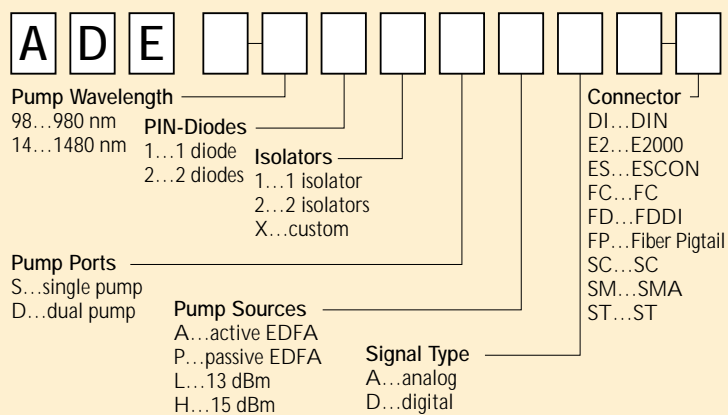 A D E - -
Pump Wavelength
98...980 nm
14...1480 nm
PIN-Diodes
1...1 diode
2...2 diodes
Isolators
1...1 isolator
2...2 isolators
X...custom
Pump Ports
S...single pump
D...dual pump
Pump Sources
A...active EDFA
P...passive EDFA
L...13 dBm
H...15 dBm
Signal Type
A...analog
D...digital
Connector
DI...DIN
E2...E2000
ES...ESCON
FC...FC
FD...FDDI
FP...Fiber Pigtail
SC...SC
SM...SMA
ST...ST